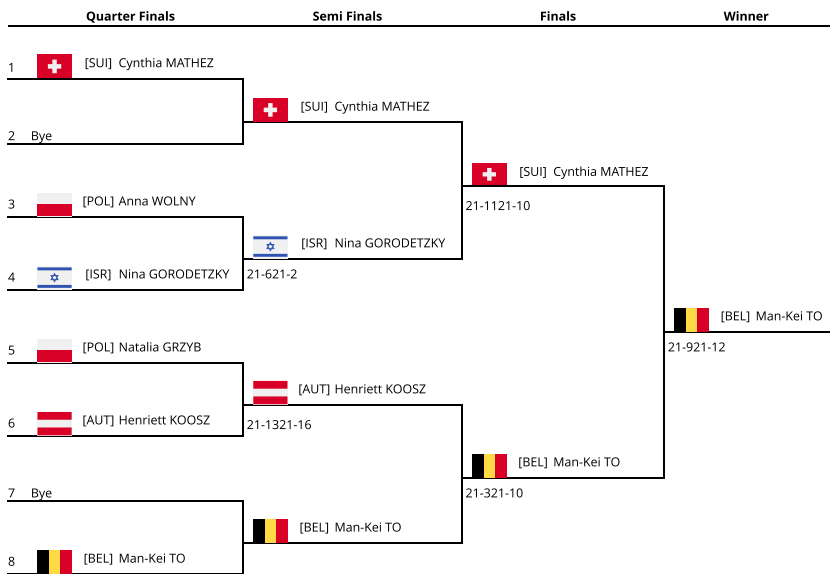 Quarter Finals Semi Finals Finals Winner
1 [SUI] Cynthia MATHEZ
[SUI] Cynthia MATHEZ
2 Bye
[SUI] Cynthia MATHEZ
3 [POL] Anna WOLNY
21-1121-10
[ISR] Nina GORODETZKY
4 [ISR] Nina GORODETZKY
21-621-2
[BEL] Man-Kei TO
5 [POL] Natalia GRZYB
21-921-12
[AUT] Henriett KOOSZ
6 [AUT] Henriett KOOSZ
21-1321-16
[BEL] Man-Kei TO
7 Bye
21-321-10
[BEL] Man-Kei TO
8 [BEL] Man-Kei TO